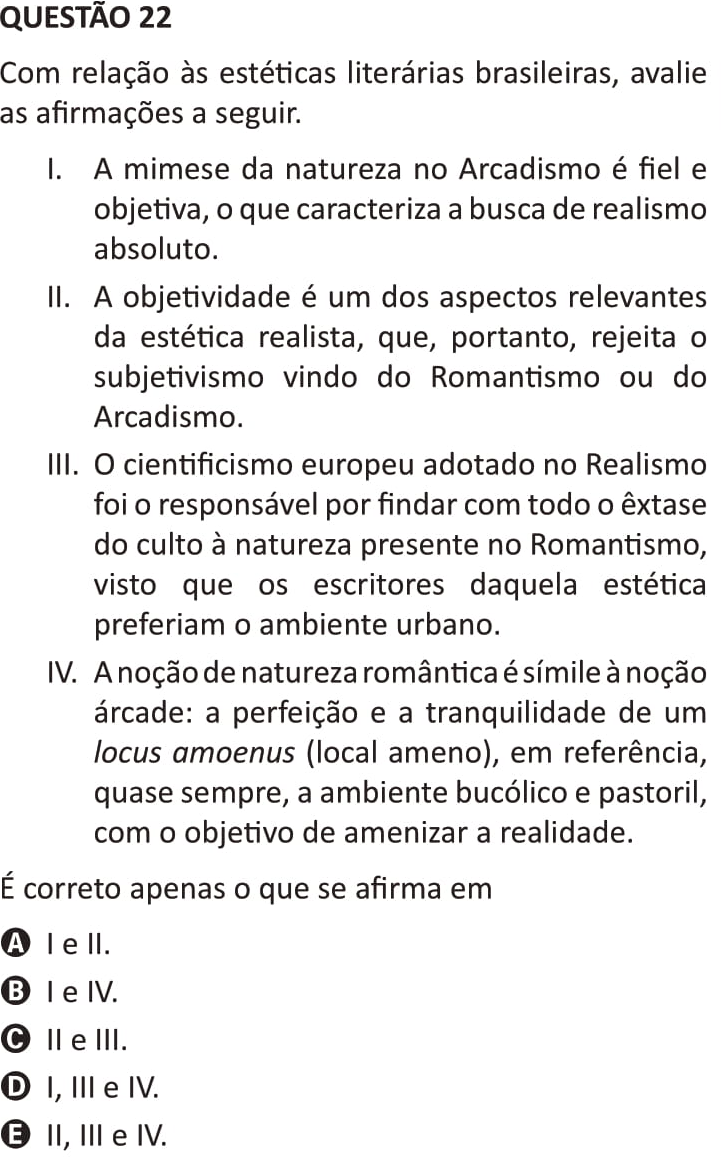 QUESTÃO 22
Com relação às estéticas literárias brasileiras, avalie
as afirmações a seguir.
I. A mimese da natureza no Arcadismo é fiel e
objetiva, o que caracteriza a busca de realismo
absoluto.
II. A objetividade é um dos aspectos relevantes
da estética realista, que, portanto, rejeita o
subjetivismo vindo do Romantismo ou do
Arcadismo.
III. O cientificismo europeu adotado no Realismo
foi o responsável por findar com todo o êxtase
do culto à natureza presente no Romantismo,
visto que os escritores daquela estética
preferiam o ambiente urbano.
IV. A noção de natureza romântica é símile à noção
árcade: a perfeição e a tranquilidade de um
locus amoenus (local ameno), em referência,
quase sempre, a ambiente bucólico e pastoril,
com o objetivo de amenizar a realidade.
É correto apenas o que se afirma em
A I e II.
B I e IV.
C II e III.
D I, III e IV.
E II, III e IV.